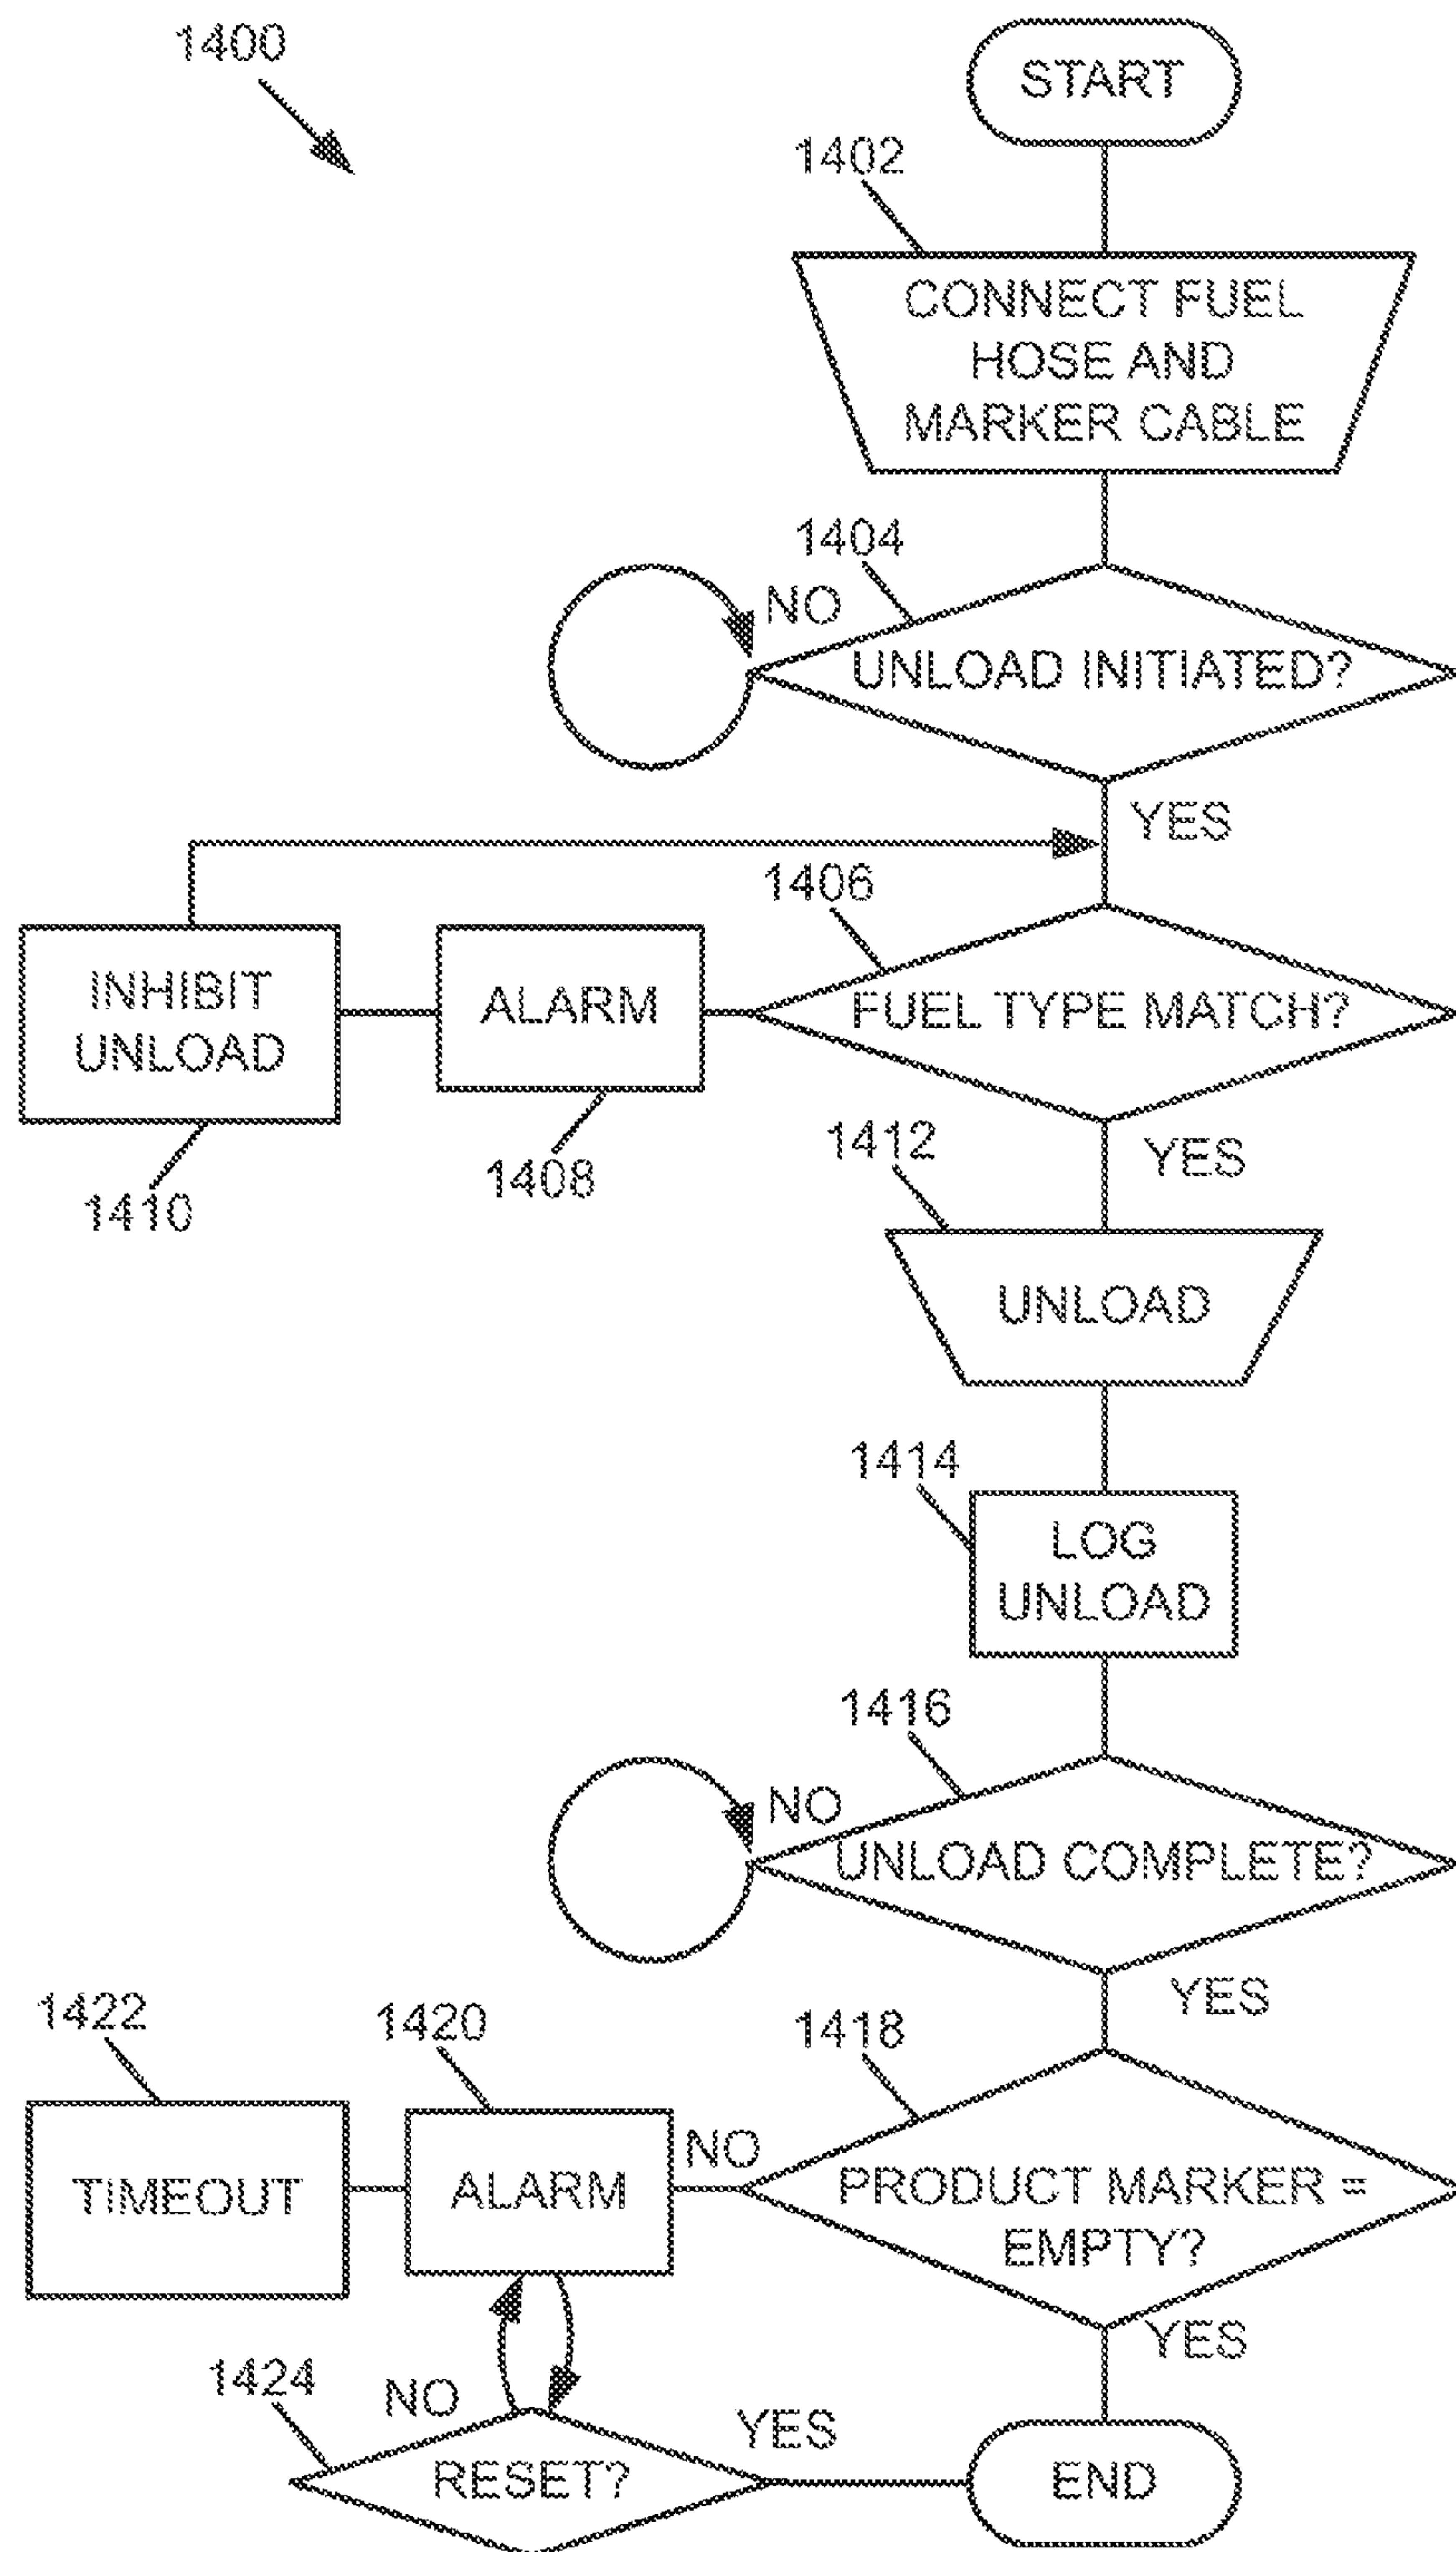 1400
START
1402
CONNECT FUEL
HOSE AND
MARKER CABLE
1404
NO
UNLOAD INITIATED?
YES
1406
INHIBIT
UNLOAD
ALARM
FUEL TYPE MATCH?
1410
1408
1412
YES
UNLOAD
1414
LOG
UNLOAD
1416
NO
UNLOAD COMPLETE?
YES
1422
1420
1418
TIMEOUT
ALARM
NO
PRODUCT MARKER =
EMPTY?
YES
1424
NO
YES
RESET?
END